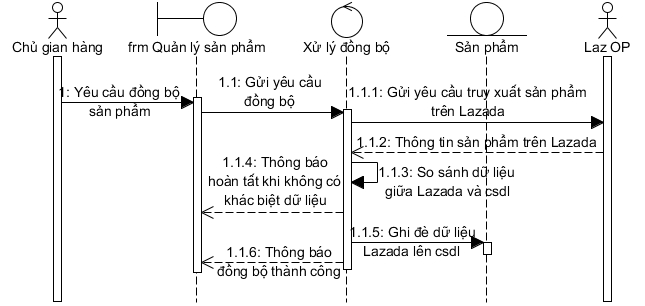 Chủ gian hàng
frm Quản lý sản phẩm
Xử lý đồng bộ
Sản phẩm
Laz OP
1: Yêu cầu đồng bộ
sản phẩm
1.1: Gửi yêu cầu
đồng bộ
1.1.1: Gửi yêu cầu truy xuất sản phẩm
trên Lazada
1.1.2: Thông tin sản phẩm trên Lazada
1.1.3: So sánh dữ liệu
giữa Lazada và csdl
1.1.4: Thông báo
hoàn tất khi không có
khác biệt dữ liệu
1.1.5: Ghi đè dữ liệu
Lazada lên csdl
1.1.6: Thông báo
đồng bộ thành công